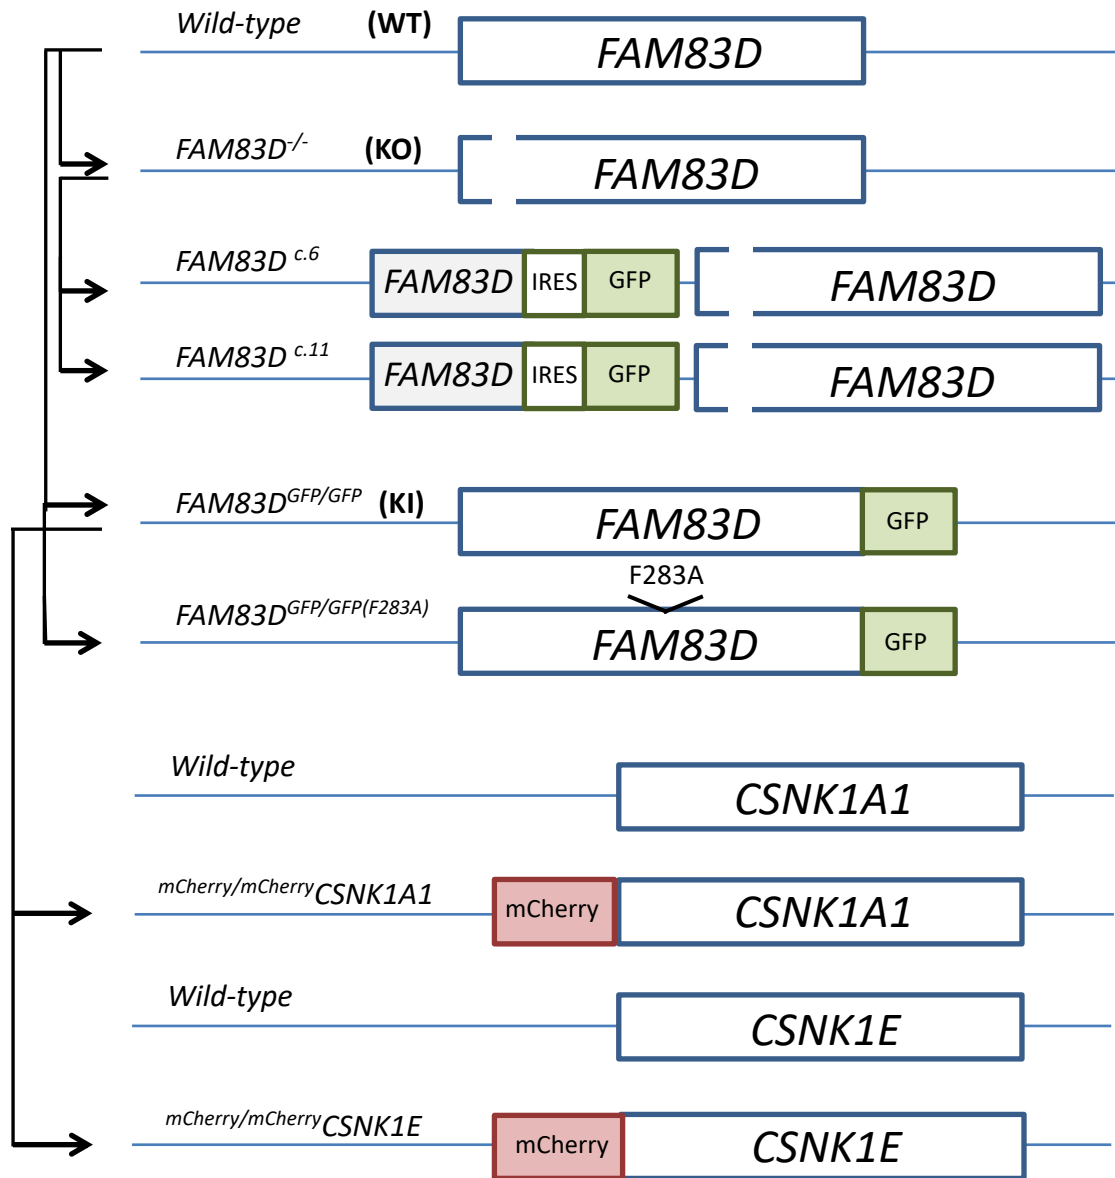 Wild-type (WT)
FAM83D
FAM83D-/- (KO)
FAM83D
FAM83D c.6
FAM83D IRES GFP FAM83D
FAM83D c.11
FAM83D IRES GFP FAM83D
FAM83DGFP/GFP (KI)
FAM83D GFP
F283A
FAM83DGFP/GFP(F283A)
FAM83D GFP
Wild-type
CSNK1A1
mCherry/mCherryCSNK1A1
mCherry CSNK1A1
Wild-type
CSNK1E
mCherry/mCherryCSNK1E
mCherry CSNK1E